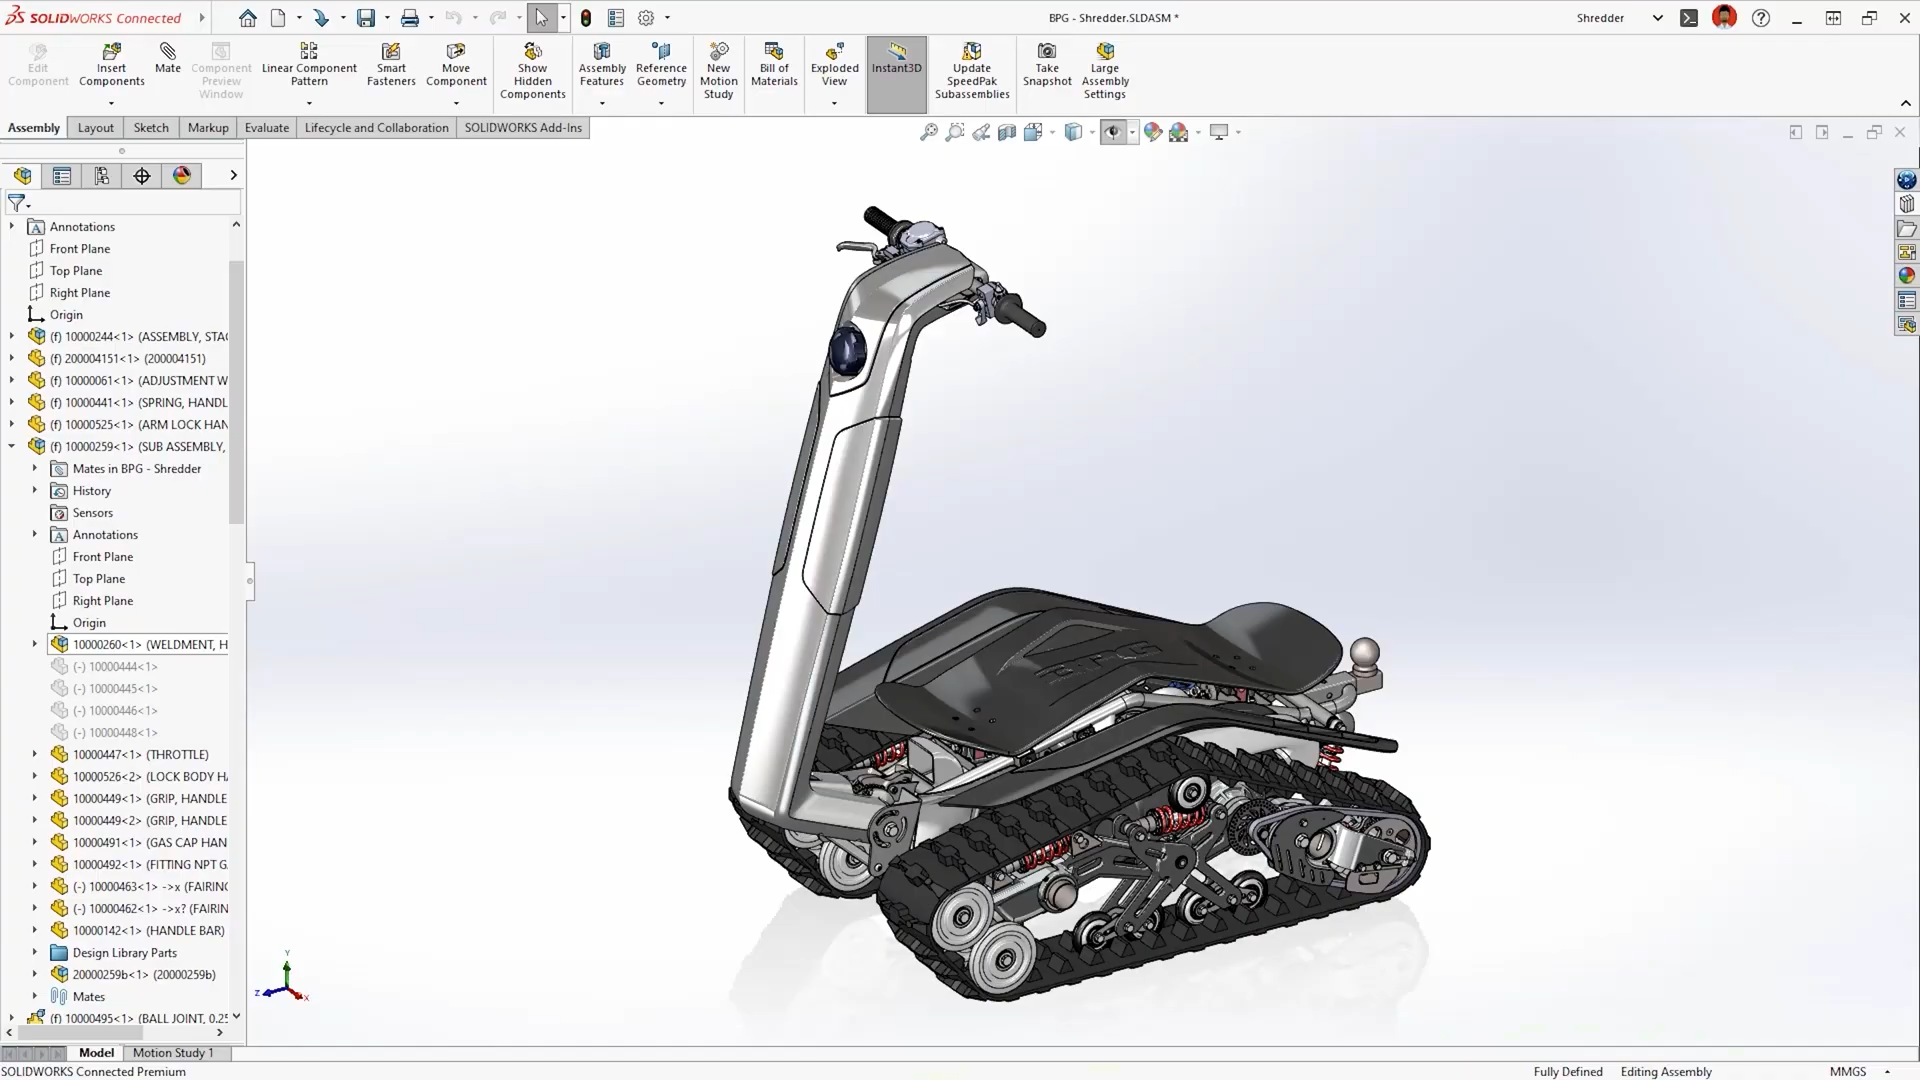 SOLIDWORKS Connected
BPG - Shredder.SLDASM *
Shredder
Edit Component
Insert Components
Mate
Component Preview Window
Linear Component Pattern
Smart Fasteners
Move Component
Show Hidden Components
Assembly Features
Reference Geometry
New Motion Study
Bill of Materials
Exploded View
Instant3D
Update SpeedPak Subassemblies
Take Snapshot
Large Assembly Settings
Assembly
Layout
Sketch
Markup
Evaluate
Lifecycle and Collaboration
SOLIDWORKS Add-Ins
Annotations
Front Plane
Top Plane
Right Plane
Origin
(f) 10000244<1> (ASSEMBLY, STAC
(f) 200004151<1> (200004151)
(f) 10000061<1> (ADJUSTMENT W
(f) 10000441<1> (SPRING, HANDL
(f) 10000525<1> (ARM LOCK HAN
(f) 10000259<1> (SUB ASSEMBLY,
Mates in BPG - Shredder
History
Sensors
Annotations
Front Plane
Top Plane
Right Plane
Origin
10000260<1> (WELDMENT, H
(-) 10000444<1>
(-) 10000445<1>
(-) 10000446<1>
(-) 10000448<1>
10000447<1> (THROTTLE)
10000526<2> (LOCK BODY HA
10000449<1> (GRIP, HANDLE
10000449<2> (GRIP, HANDLE
10000491<1> (GAS CAP HAN
10000492<1> (FITTING NPT G
(-) 10000463<1> ->x (FAIRING
(-) 10000462<1> ->x? (FAIRIN
10000142<1> (HANDLE BAR)
Design Library Parts
20000259b<1> (20000259b)
Mates
(f) 10000495<1> (BALL JOINT, 0.25
BPG
Y
Z
X
Model
Motion Study 1
SOLIDWORKS Connected Premium
Fully Defined
Editing Assembly
MMGS